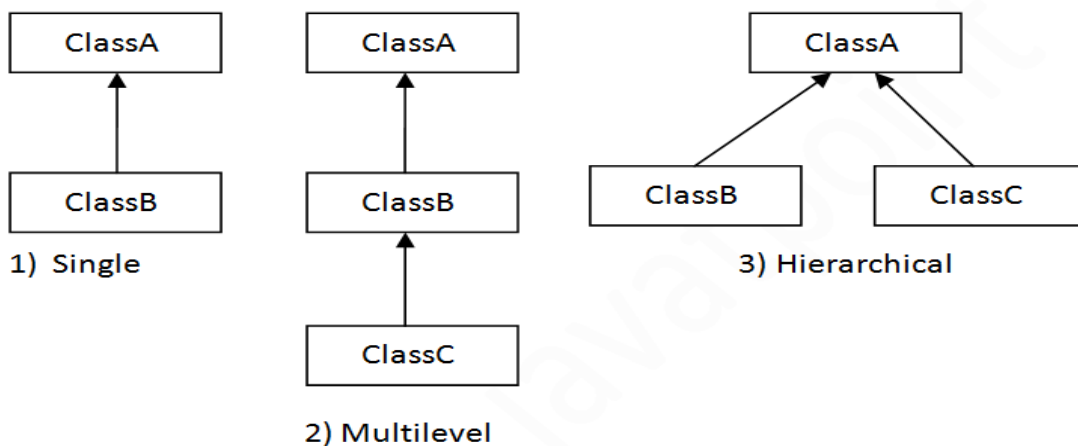 ClassA
ClassB
1) Single
ClassA
ClassB
ClassC
2) Multilevel
ClassA
ClassB
ClassC
3) Hierarchical